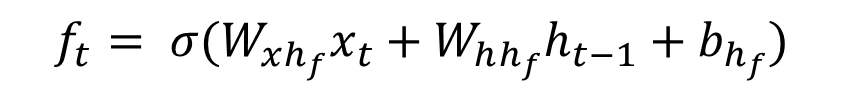 f_t = σ(W_{xh_f} x_t + W_{hh_f} h_{t−1} + b_{h_f})